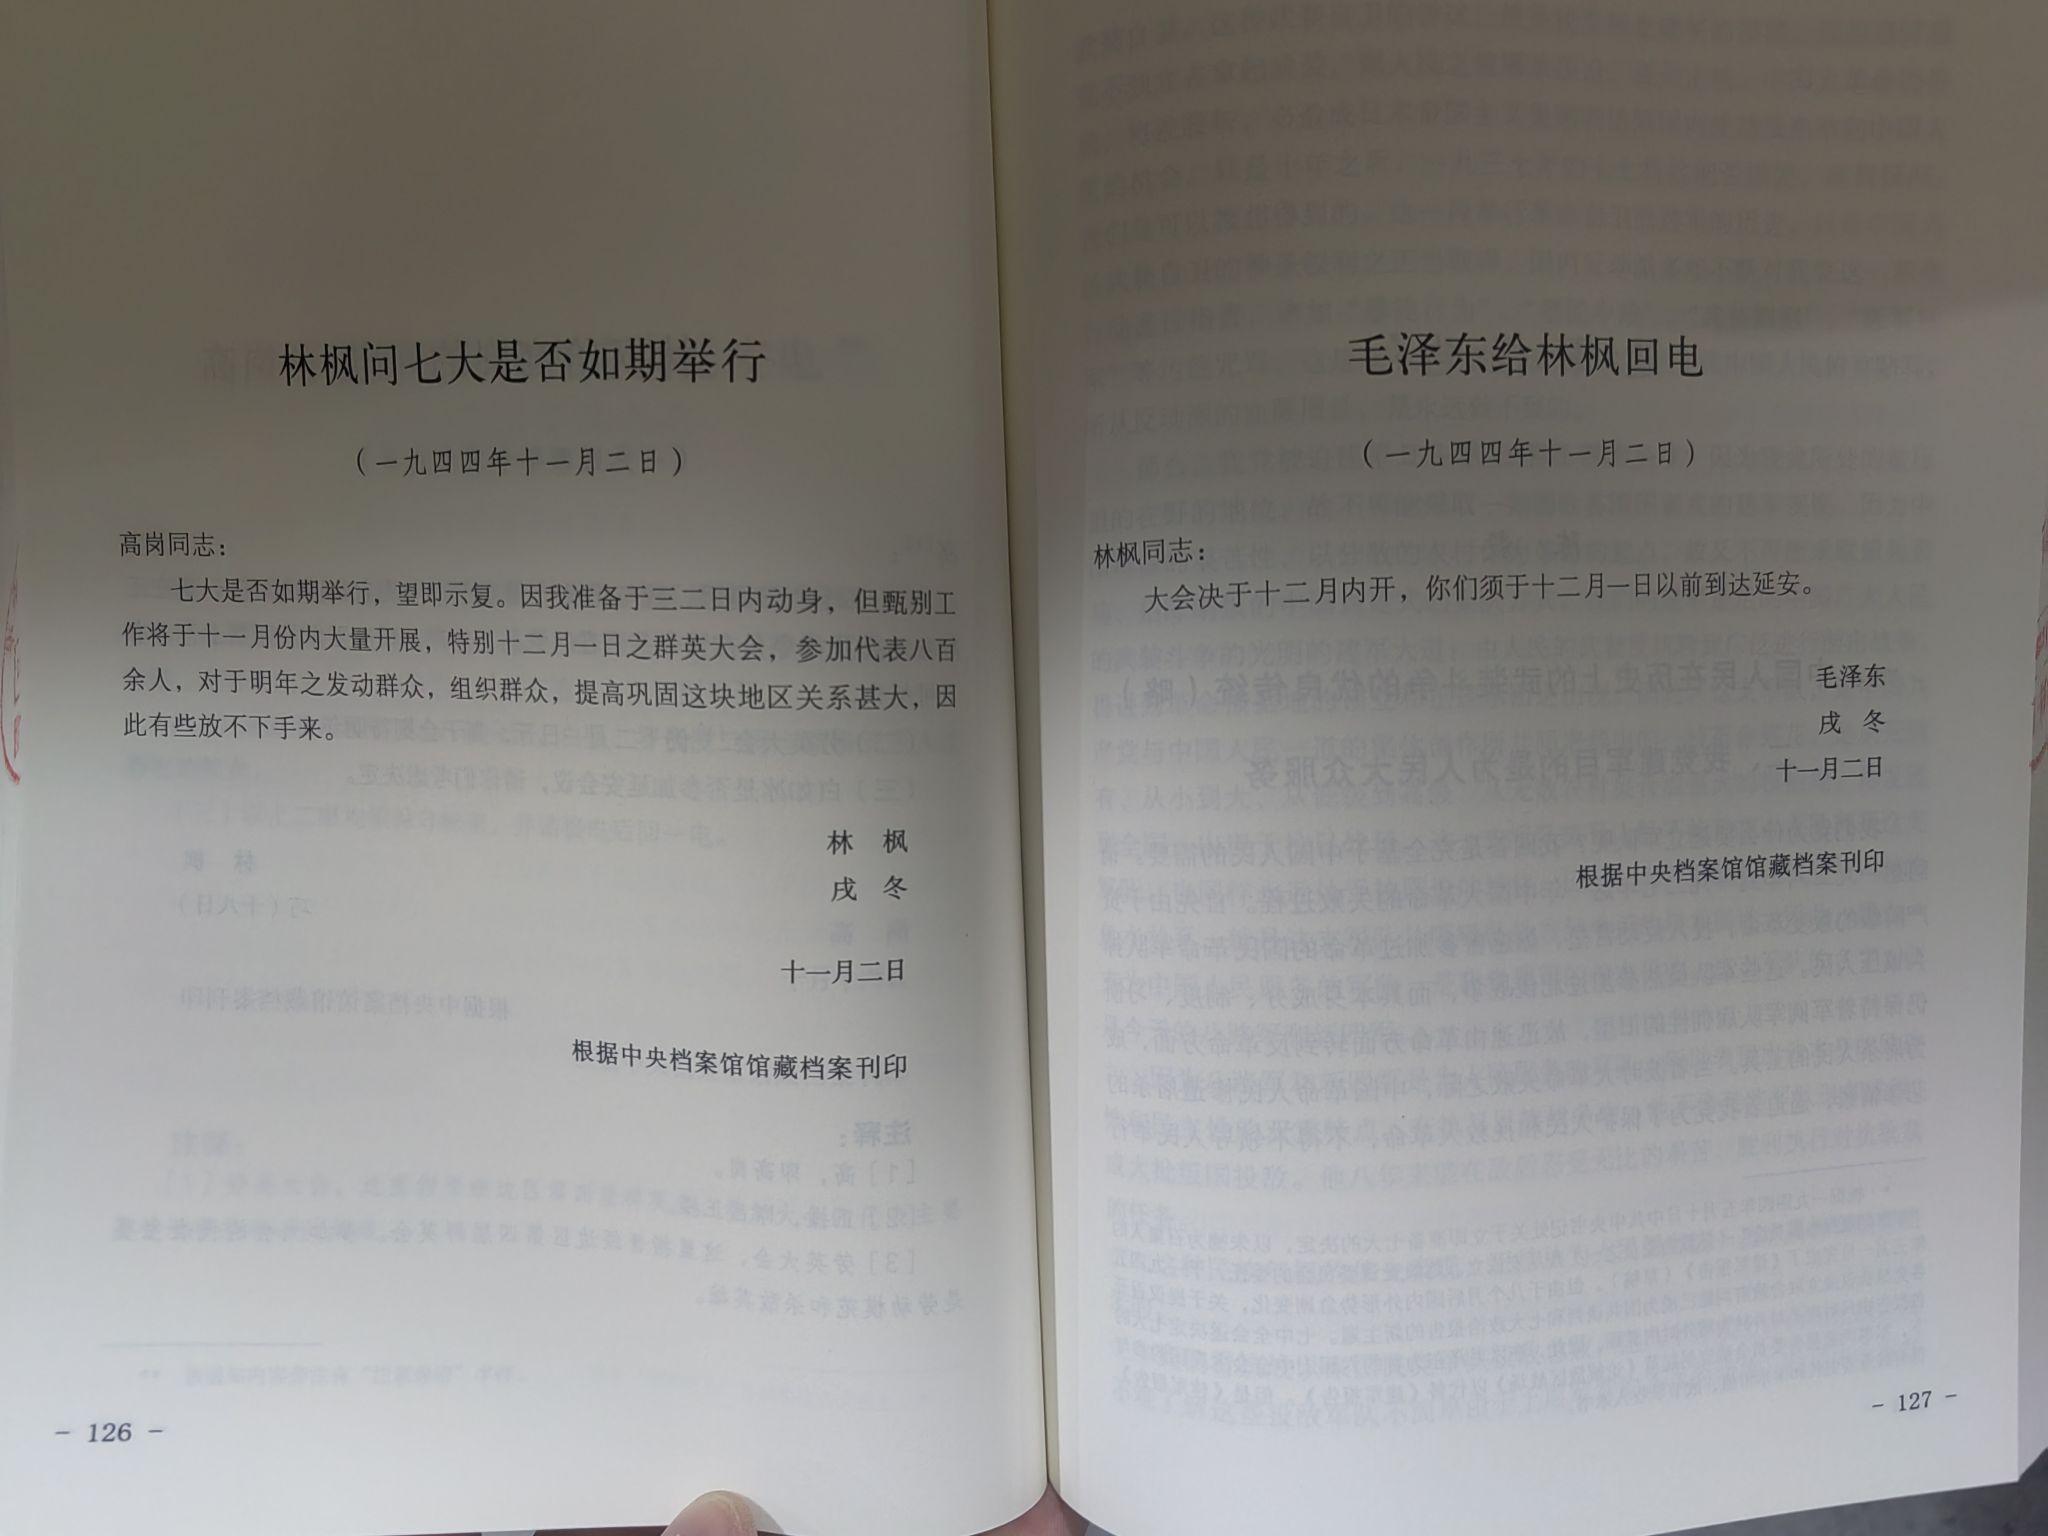 林枫问七大是否如期举行
（一九四四年十一月二日）
高岗同志：
七大是否如期举行，望即示复。因我准备于三二日内动身，但甄别工
作将于十一月份内大量开展，特别十二月一日之群英大会，参加代表八百
余人，对于明年之发动群众，组织群众，提高巩固这块地区关系甚大，因
此有些放不下手来。
林　枫
戌　冬
十一月二日
根据中央档案馆馆藏档案刊印
－ 126 －
毛泽东给林枫回电
（一九四四年十一月二日）
林枫同志：
大会决于十二月内开，你们须于十二月一日以前到达延安。
毛泽东
戌　冬
十一月二日
根据中央档案馆馆藏档案刊印
－ 127 －